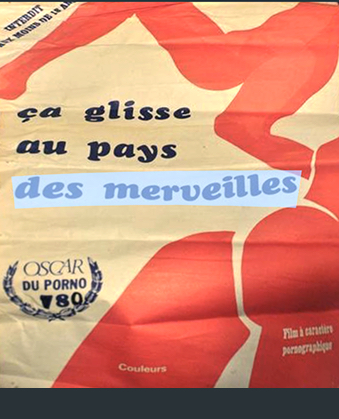 INTERDIT
AUX MOINS DE 18 ANS
ça glisse
au pays
des merveilles
OSCAR
DU PORNO
80
Film à caractère
pornographique
Couleurs